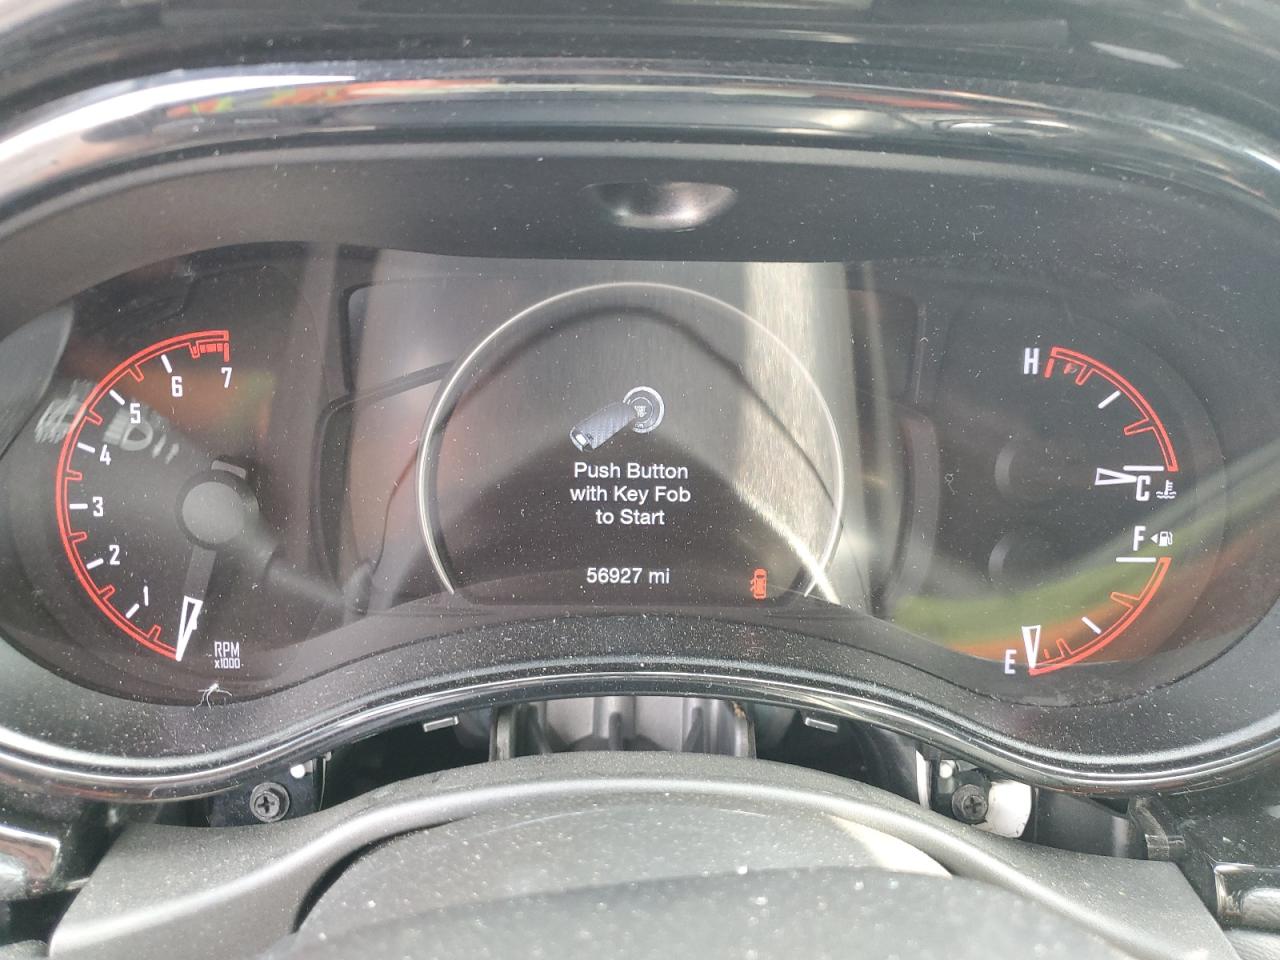 7
6
5
4
3
2
1
RPM
x1000
Push Button
with Key Fob
to Start
56927 mi
H
C
F
E